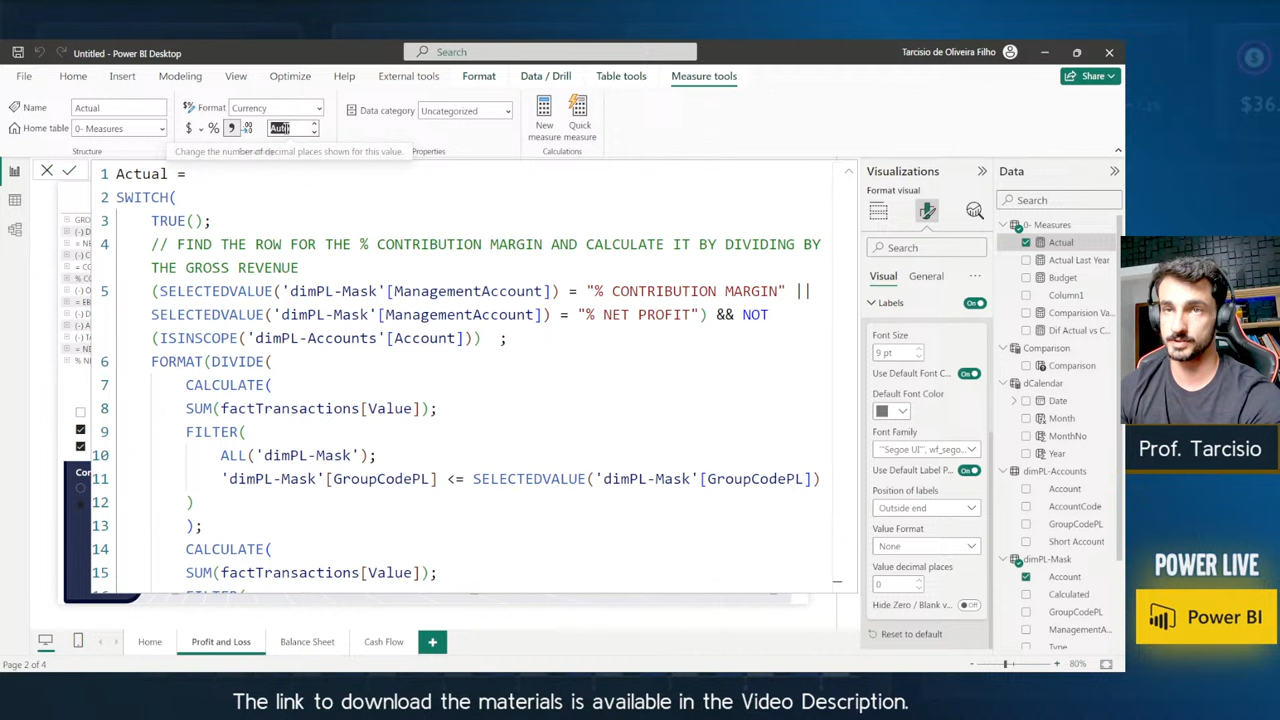 Untitled - Power BI Desktop
Search
Tarcisio de Oliveira Filho
File
Home
Insert
Modeling
View
Optimize
Help
External tools
Format
Data / Drill
Table tools
Measure tools
Share
Name
Actual
Format
Currency
Data category
Uncategorized
New
measure
Quick
measure
Home table
0- Measures
$
%
Auto
Structure
Change the number of decimal places shown for this value.
Properties
Calculations
1 Actual =
2 SWITCH(
3 TRUE();
4 // FIND THE ROW FOR THE % CONTRIBUTION MARGIN AND CALCULATE IT BY DIVIDING BY
THE GROSS REVENUE
5 (SELECTEDVALUE('dimPL-Mask'[ManagementAccount]) = "% CONTRIBUTION MARGIN" ||
SELECTEDVALUE('dimPL-Mask'[ManagementAccount]) = "% NET PROFIT") && NOT
(ISINSCOPE('dimPL-Accounts'[Account])) ;
6 FORMAT(DIVIDE(
7 CALCULATE(
8 SUM(factTransactions[Value]);
9 FILTER(
10 ALL('dimPL-Mask');
11 'dimPL-Mask'[GroupCodePL] <= SELECTEDVALUE('dimPL-Mask'[GroupCodePL])
12 )
13 );
14 CALCULATE(
15 SUM(factTransactions[Value]);
Visualizations
Format visual
Search
Visual
General
Labels
On
Font Size
9 pt
Use Default Font C...
On
Default Font Color
Font Family
'"Segoe UI", wf_sego...
Use Default Label P...
On
Position of labels
Outside end
Value Format
None
Value decimal places
0
Hide Zero / Blank v...
Off
Reset to default
Data
Search
0- Measures
Actual
Actual Last Year
Budget
Column1
Comparision Va...
Dif Actual vs C...
Comparison
Comparison
dCalendar
Date
Month
MonthNo
Year
dimPL-Accounts
Account
AccountCode
GroupCodePL
Short Account
dimPL-Mask
Account
Calculated
GroupCodePL
ManagementA...
Type
Home
Profit and Loss
Balance Sheet
Cash Flow
Page 2 of 4
80%
Prof. Tarcisio
POWER LIVE
Power BI
The link to download the materials is available in the Video Description.